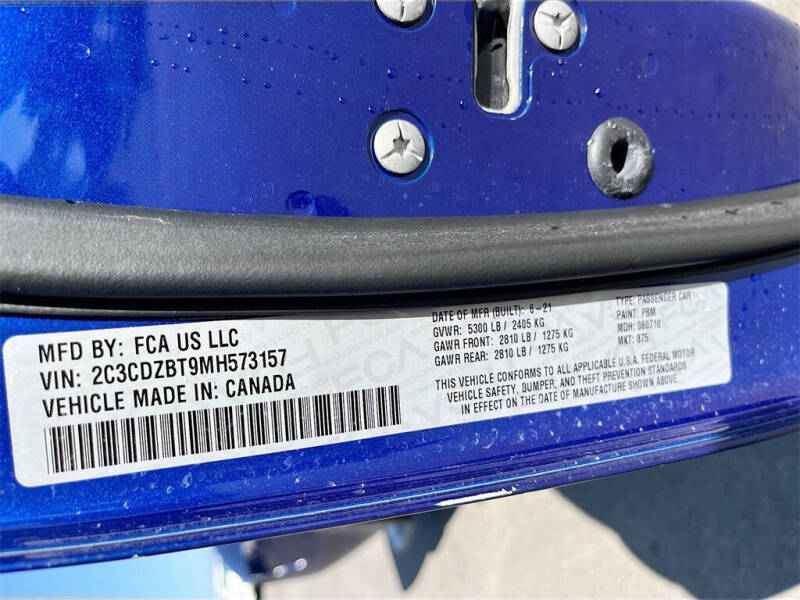 MFD BY: FCA US LLC
VIN: 2C3CDZBT9MH573157
VEHICLE MADE IN: CANADA
DATE OF MFR (BUILT): 6-21
GVWR: 5300 LB / 2405 KG
GAWR FRONT: 2810 LB / 1275 KG
GAWR REAR: 2810 LB / 1275 KG
TYPE: PASSENGER CAR
PAINT: PBM
MDH: 060710
MKT: 875
THIS VEHICLE CONFORMS TO ALL APPLICABLE U.S.A. FEDERAL MOTOR
VEHICLE SAFETY, BUMPER, AND THEFT PREVENTION STANDARDS
IN EFFECT ON THE DATE OF MANUFACTURE SHOWN ABOVE.